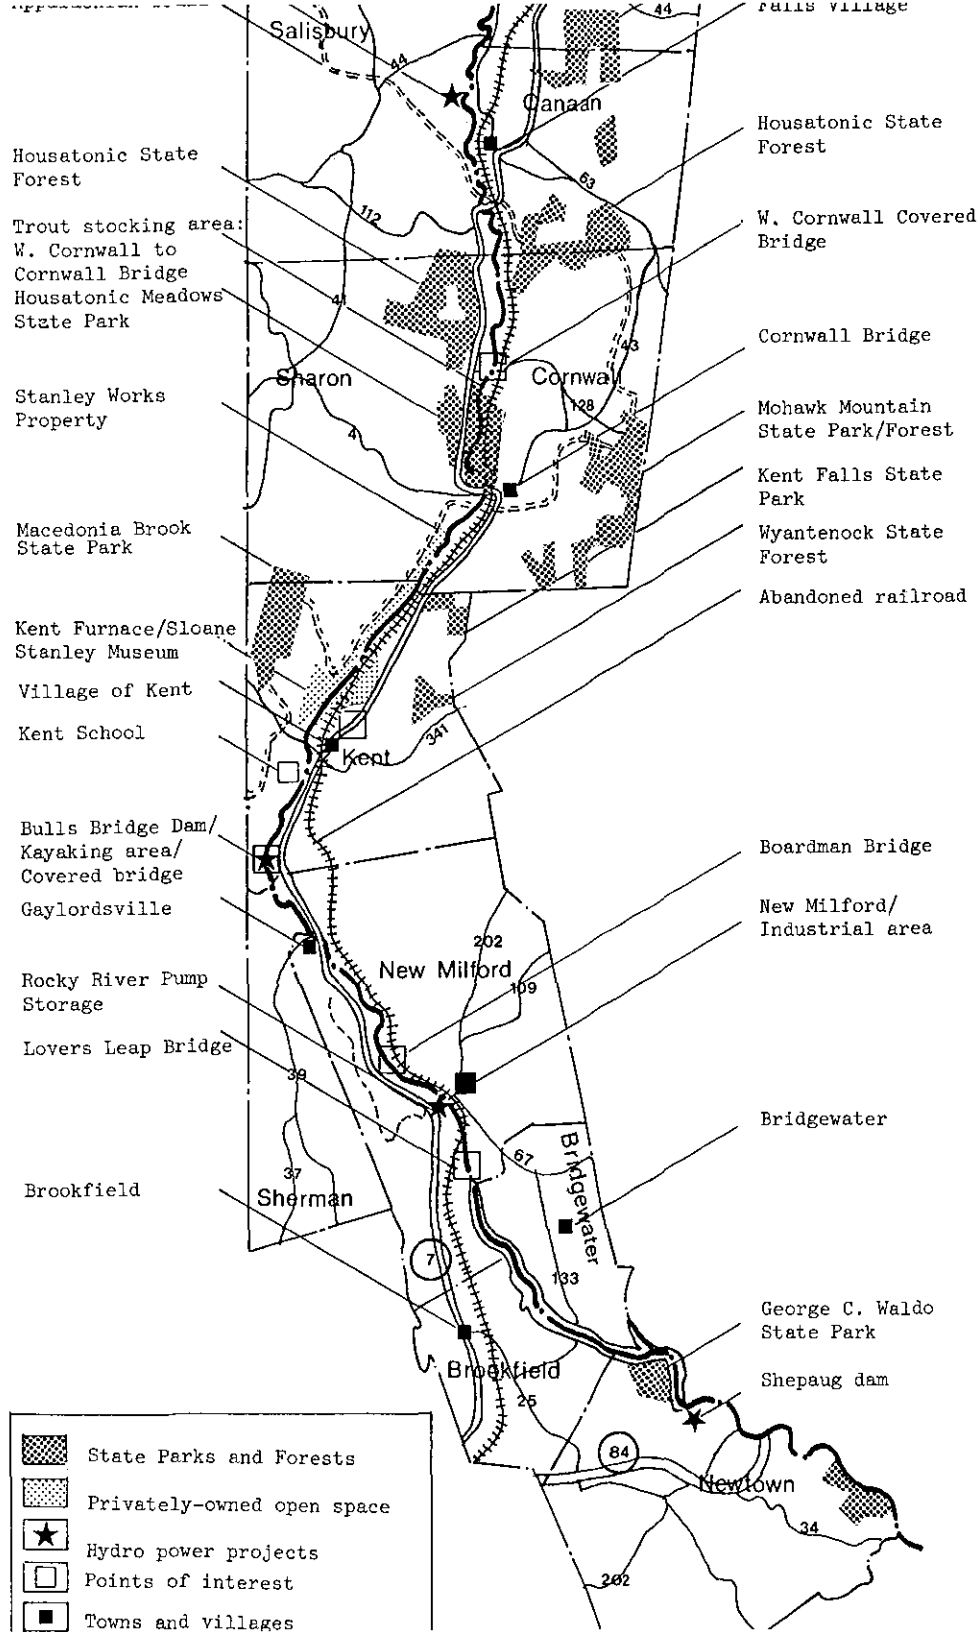 Falls Village
Salisbury
44
44
Canaan
Housatonic State
Forest
Housatonic State
Forest
63
112
Trout stocking area:
W. Cornwall to
Cornwall Bridge
Housatonic Meadows
State Park
W. Cornwall Covered
Bridge
41
43
Cornwall Bridge
Sharon
Cornwall
128
4
Stanley Works
Property
Mohawk Mountain
State Park/Forest
Kent Falls State
Park
Macedonia Brook
State Park
Wyantenock State
Forest
Abandoned railroad
Kent Furnace/Sloane
Stanley Museum
Village of Kent
Kent School
341
Kent
Bulls Bridge Dam/
Kayaking area/
Covered bridge
Boardman Bridge
Gaylordsville
New Milford/
Industrial area
202
New Milford
109
Rocky River Pump
Storage
Lovers Leap Bridge
39
Bridgewater
67
Bridgewater
37
Sherman
Brookfield
7
133
George C. Waldo
State Park
Brookfield
Shepaug dam
25
84
Newtown
34
202
State Parks and Forests
Privately-owned open space
Hydro power projects
Points of interest
Towns and villages